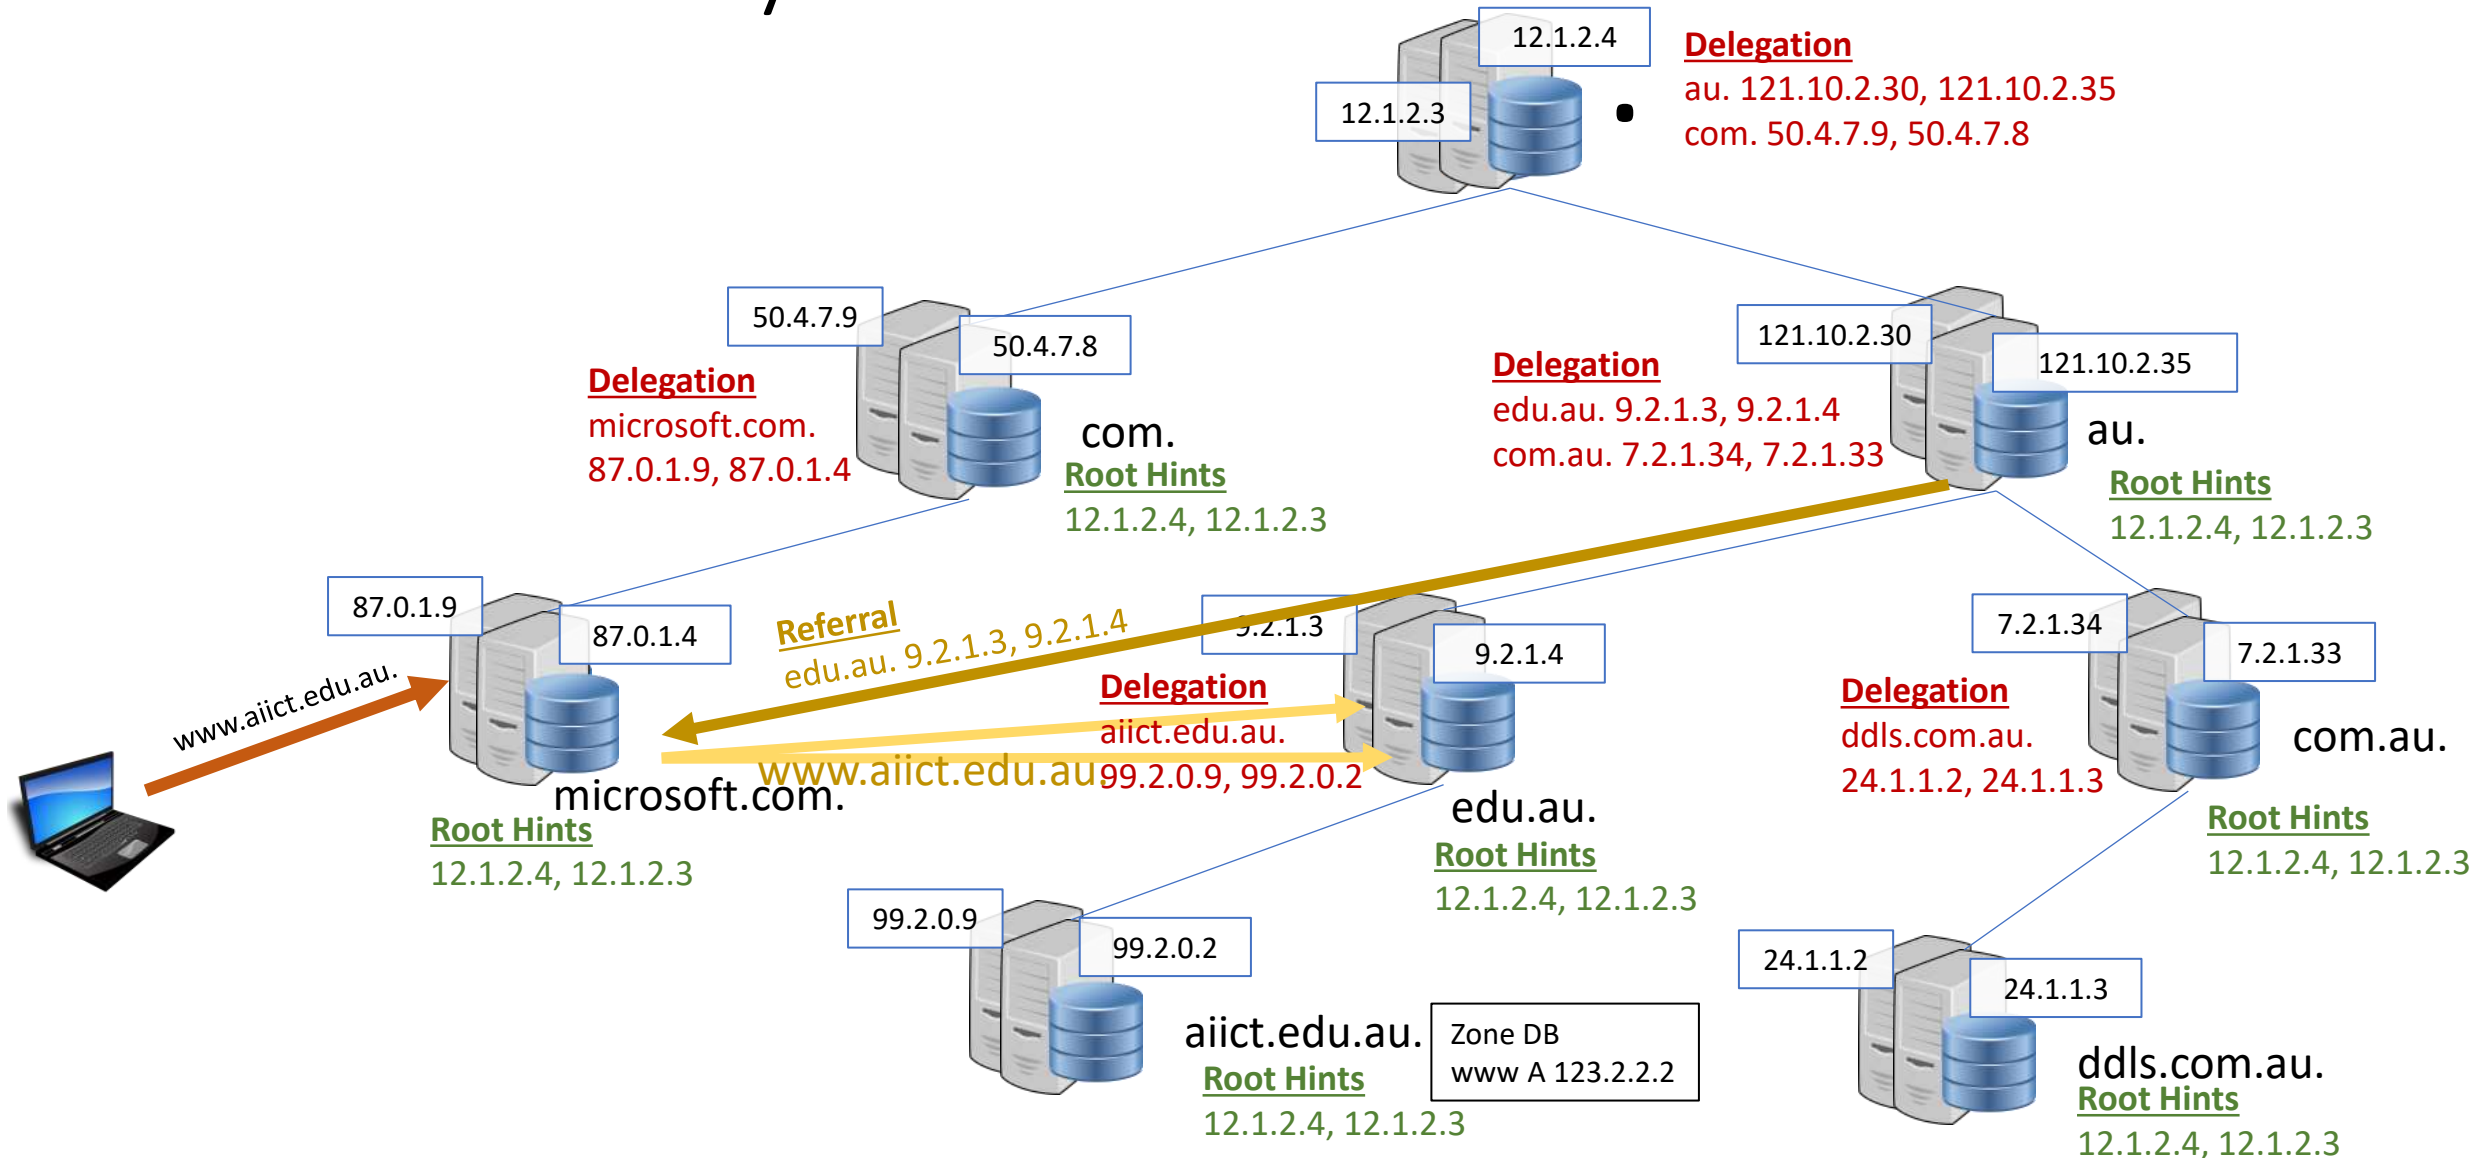 12.1.2.4
12.1.2.3
.
Delegation
au. 121.10.2.30, 121.10.2.35
com. 50.4.7.9, 50.4.7.8
50.4.7.9
50.4.7.8
Delegation
microsoft.com.
87.0.1.9, 87.0.1.4
com.
Root Hints
12.1.2.4, 12.1.2.3
121.10.2.30
121.10.2.35
Delegation
edu.au. 9.2.1.3, 9.2.1.4
com.au. 7.2.1.34, 7.2.1.33
au.
Root Hints
12.1.2.4, 12.1.2.3
87.0.1.9
87.0.1.4
www.aiict.edu.au.
microsoft.com.
Root Hints
12.1.2.4, 12.1.2.3
Referral
edu.au. 9.2.1.3, 9.2.1.4
www.aiict.edu.au.
9.2.1.3
9.2.1.4
Delegation
aiict.edu.au.
99.2.0.9, 99.2.0.2
edu.au.
Root Hints
12.1.2.4, 12.1.2.3
7.2.1.34
7.2.1.33
Delegation
ddls.com.au.
24.1.1.2, 24.1.1.3
com.au.
Root Hints
12.1.2.4, 12.1.2.3
99.2.0.9
99.2.0.2
aiict.edu.au.
Root Hints
12.1.2.4, 12.1.2.3
Zone DB
www A 123.2.2.2
24.1.1.2
24.1.1.3
ddls.com.au.
Root Hints
12.1.2.4, 12.1.2.3